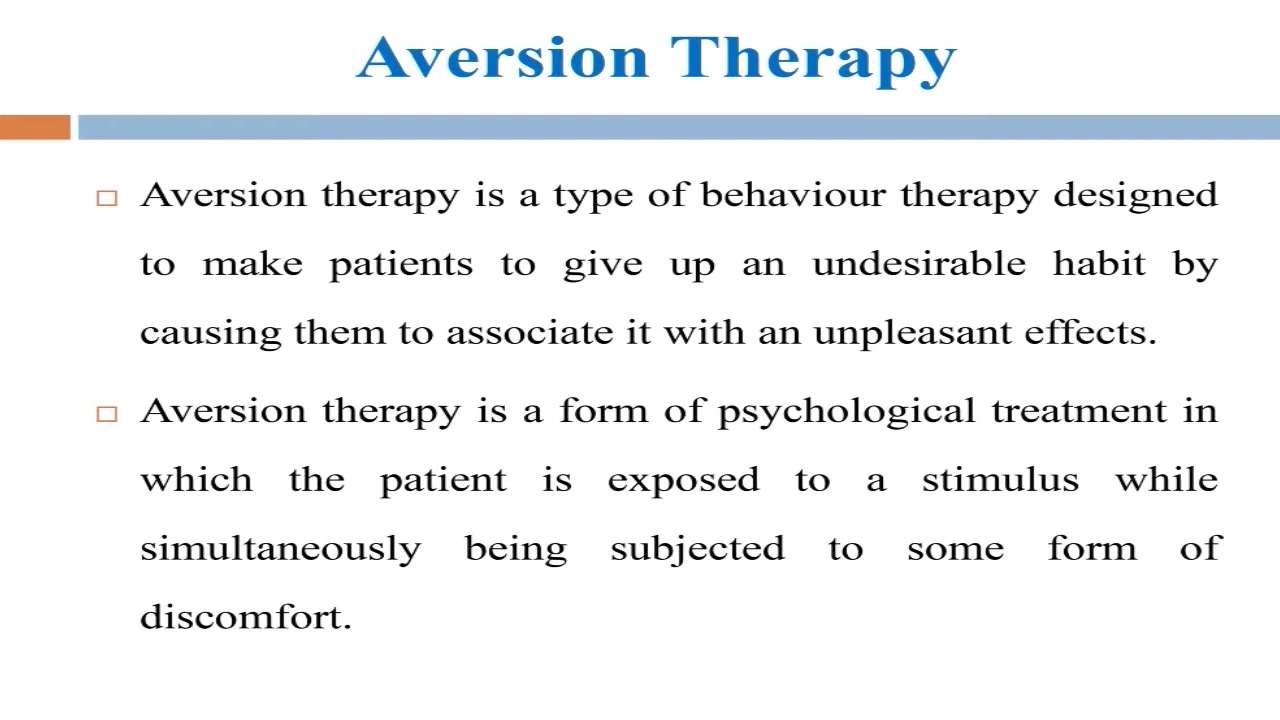 Aversion Therapy
Aversion therapy is a type of behaviour therapy designed
to make patients to give up an undesirable habit by
causing them to associate it with an unpleasant effects.
Aversion therapy is a form of psychological treatment in
which the patient is exposed to a stimulus while
simultaneously being subjected to some form of
discomfort.